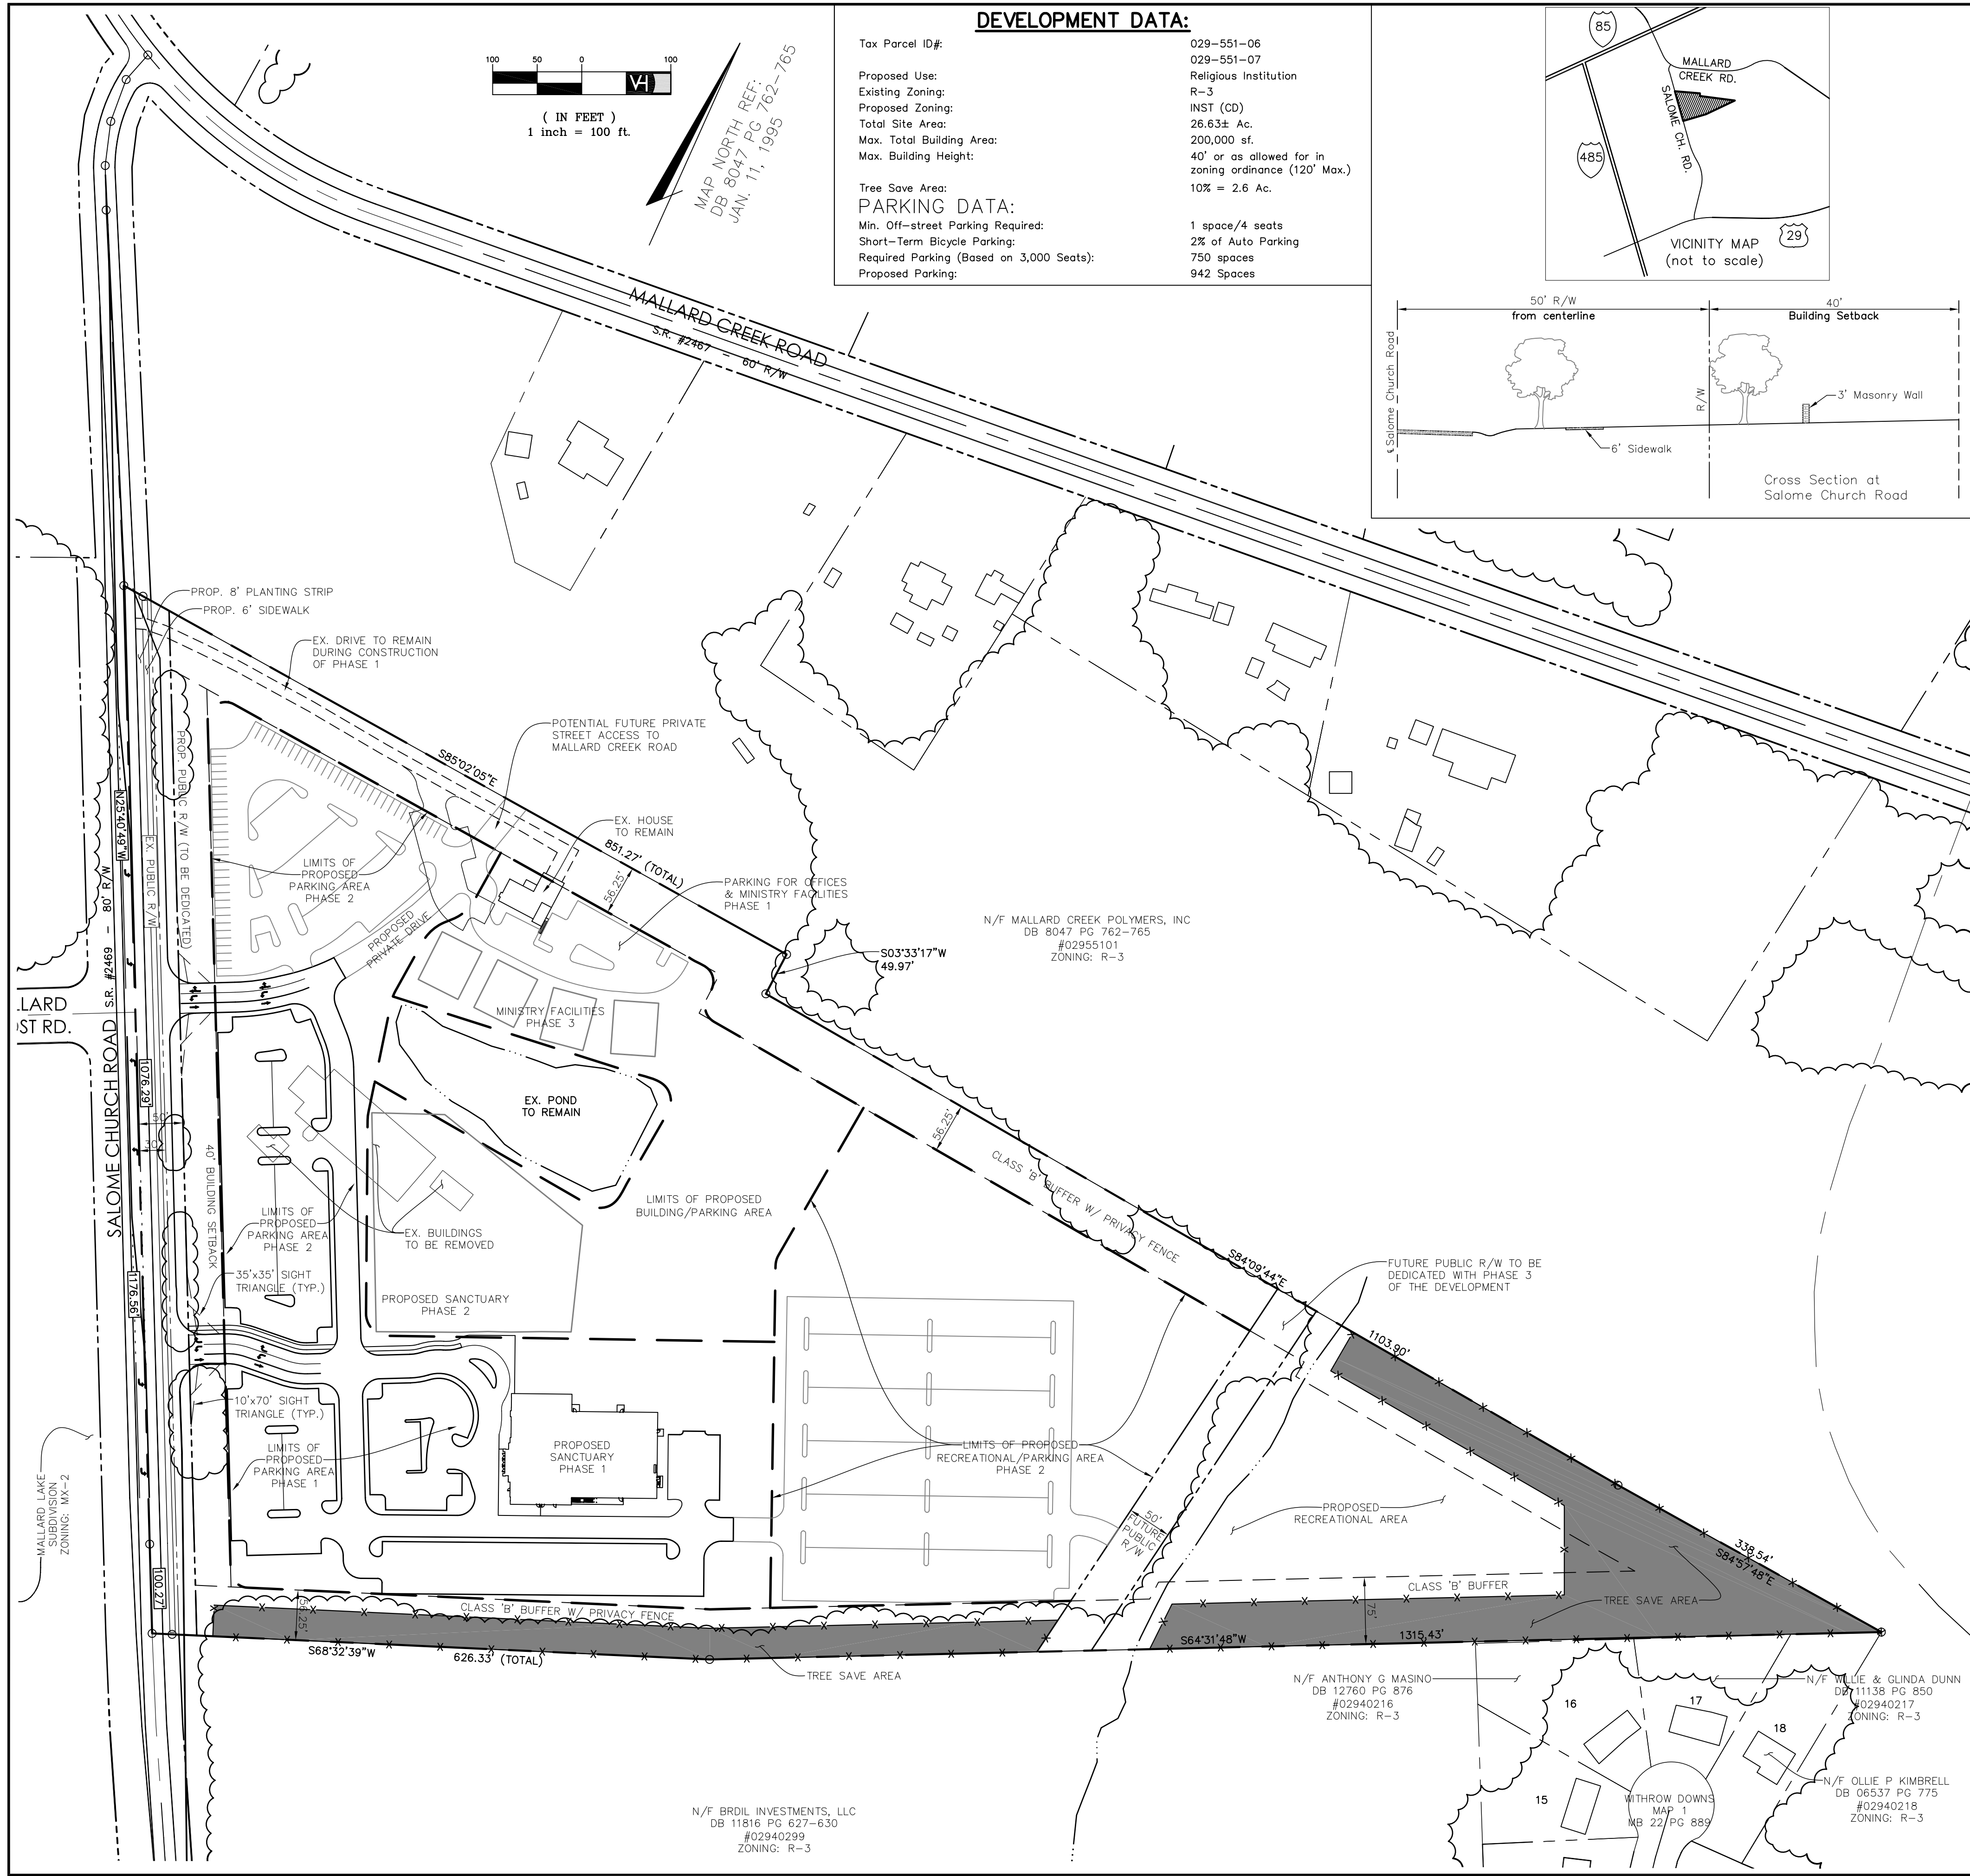 DEVELOPMENT DATA:
Tax Parcel ID#: 029-551-06
029-551-07
Proposed Use: Religious Institution
Existing Zoning: R-3
Proposed Zoning: INST (CD)
Total Site Area: 26.63± Ac.
Max. Total Building Area: 200,000 sf.
Max. Building Height: 40' or as allowed for in
zoning ordinance (120' Max.)
Tree Save Area: 10% = 2.6 Ac.
PARKING DATA:
Min. Off-street Parking Required: 1 space/4 seats
Short-Term Bicycle Parking: 2% of Auto Parking
Required Parking (Based on 3,000 Seats): 750 spaces
Proposed Parking: 942 Spaces
100 50 0 100
VH
( IN FEET )
1 inch = 100 ft.
MAP NORTH REF:
DB 8047 PG 762-765
JAN. 11, 1995
85
MALLARD
CREEK RD.
SALOME CH. RD.
485
29
VICINITY MAP
(not to scale)
50' R/W
from centerline
40'
Building Setback
℄ Salome Church Road
R/W
3' Masonry Wall
6' Sidewalk
Cross Section at
Salome Church Road
MALLARD CREEK ROAD
S.R. #2467 - 60' R/W
PROP. 8' PLANTING STRIP
PROP. 6' SIDEWALK
EX. DRIVE TO REMAIN
DURING CONSTRUCTION
OF PHASE 1
POTENTIAL FUTURE PRIVATE
STREET ACCESS TO
MALLARD CREEK ROAD
S85°02'05"E
851.27' (TOTAL)
EX. HOUSE
TO REMAIN
56.25'
PARKING FOR OFFICES
& MINISTRY FACILITIES
PHASE 1
PROP. PUBLIC R/W (TO BE DEDICATED)
N25°40'49"W
EX. PUBLIC R/W
LIMITS OF
PROPOSED
PARKING AREA
PHASE 2
PROPOSED
PRIVATE DRIVE
N/F MALLARD CREEK POLYMERS, INC
DB 8047 PG 762-765
#02955101
ZONING: R-3
S03°33'17"W
49.97'
LLARD
OST RD.
SALOME CHURCH ROAD S.R. #2469 - 80' R/W
MINISTRY FACILITIES
PHASE 3
1076.29'
50'
30'
40' BUILDING SETBACK
EX. POND
TO REMAIN
56.25'
CLASS 'B' BUFFER W/ PRIVACY FENCE
LIMITS OF PROPOSED
BUILDING/PARKING AREA
LIMITS OF
PROPOSED
PARKING AREA
PHASE 2
EX. BUILDINGS
TO BE REMOVED
35'x35' SIGHT
TRIANGLE (TYP.)
1176.56'
PROPOSED SANCTUARY
PHASE 2
S84°09'44"E
FUTURE PUBLIC R/W TO BE
DEDICATED WITH PHASE 3
OF THE DEVELOPMENT
1103.90'
10'x70' SIGHT
TRIANGLE (TYP.)
LIMITS OF
PROPOSED
PARKING AREA
PHASE 1
PROPOSED
SANCTUARY
PHASE 1
LIMITS OF PROPOSED
RECREATIONAL/PARKING AREA
PHASE 2
MALLARD LAKE
SUBDIVISION
ZONING: MX-2
50'
FUTURE
PUBLIC
R/W
PROPOSED
RECREATIONAL AREA
338.54'
S84°57'48"E
100.27'
56.25'
CLASS 'B' BUFFER W/ PRIVACY FENCE
75'
CLASS 'B' BUFFER
TREE SAVE AREA
S68°32'39"W
626.33' (TOTAL)
TREE SAVE AREA
S64°31'48"W
1315.43'
N/F ANTHONY G MASINO
DB 12760 PG 876
#02940216
ZONING: R-3
N/F WILLIE & GLINDA DUNN
DB 11138 PG 850
#02940217
ZONING: R-3
16
17
18
15
WITHROW DOWNS
MAP 1
MB 22 PG 889
N/F OLLIE P KIMBRELL
DB 06537 PG 775
#02940218
ZONING: R-3
N/F BRDIL INVESTMENTS, LLC
DB 11816 PG 627-630
#02940299
ZONING: R-3